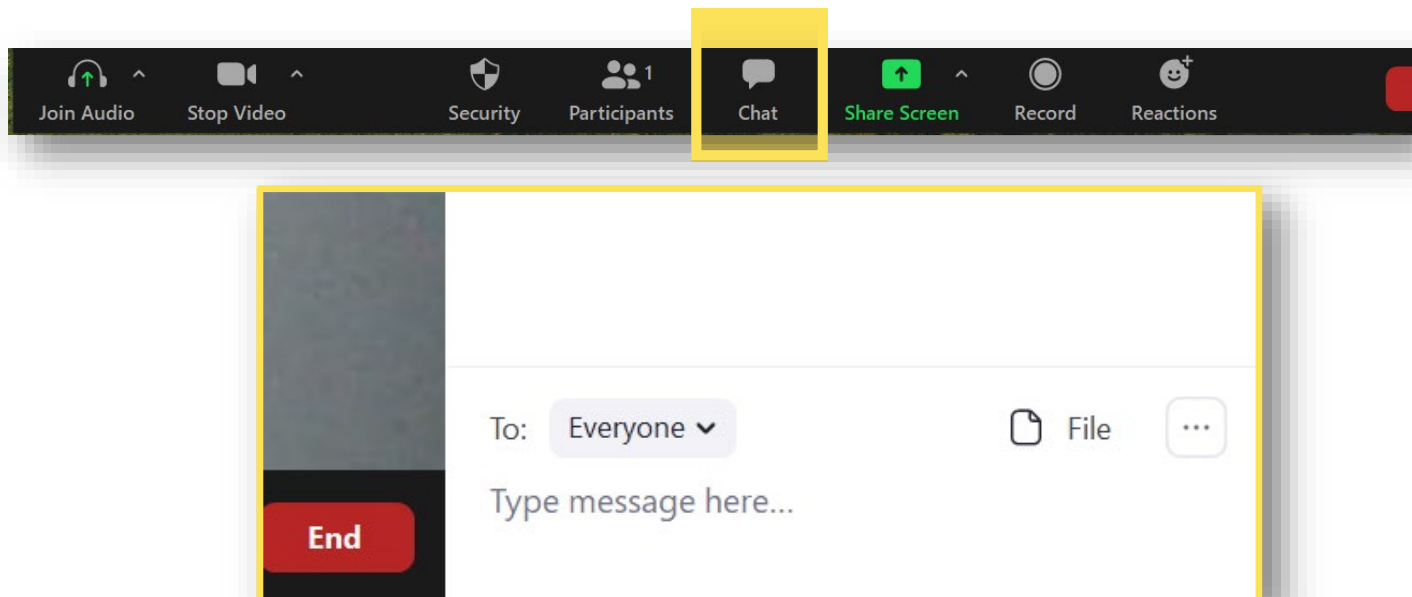 1
Join Audio Stop Video Security Participants Chat Share Screen Record Reactions
To: Everyone File ...
Type message here...
End